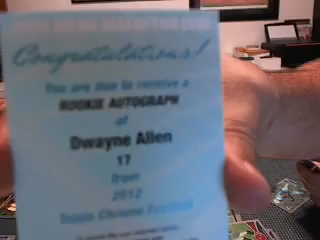 Congratulations!
You are due to receive a
ROOKIE AUTOGRAPH
of
Dwayne Allen
17
from
2012
Topps Chrome Football